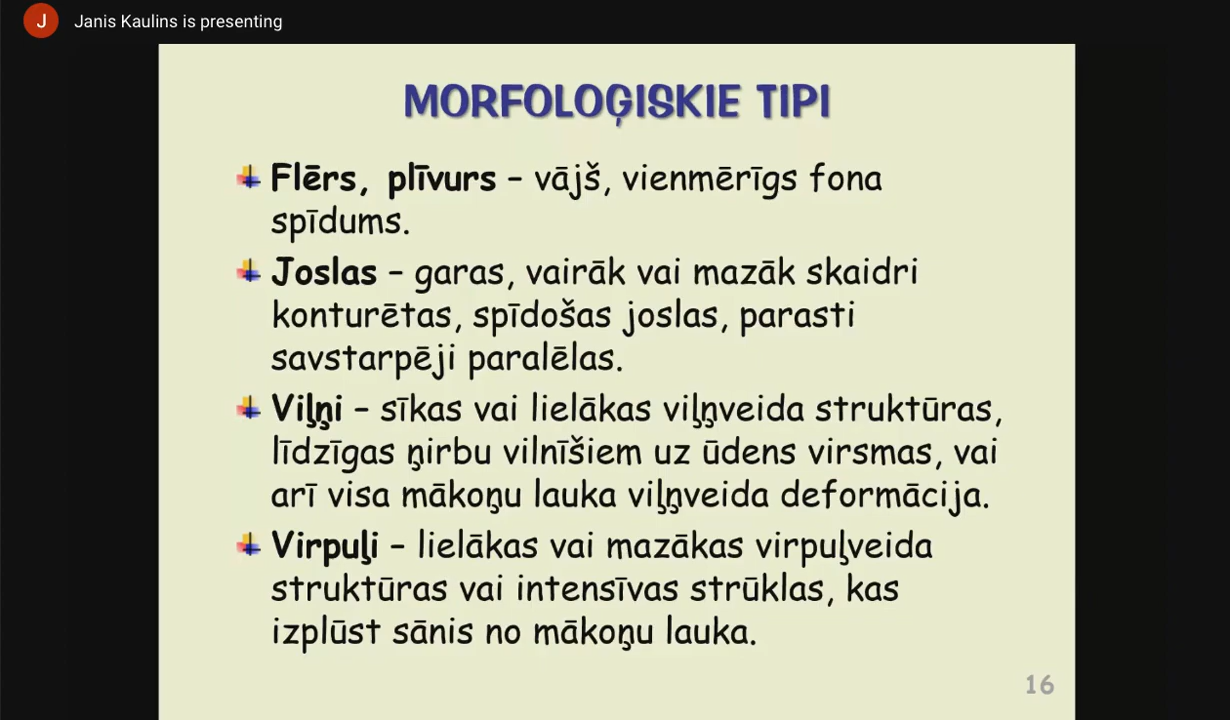 J
Janis Kaulins is presenting
MORFOLOĢISKIE TIPI
Flērs, plīvurs – vājš, vienmērīgs fona
spīdums.
Joslas – garas, vairāk vai mazāk skaidri
konturētas, spīdošas joslas, parasti
savstarpēji paralēlas.
Viļņi – sīkas vai lielākas viļņveida struktūras,
līdzīgas ņirbu vilnīšiem uz ūdens virsmas, vai
arī visa mākoņu lauka viļņveida deformācija.
Virpuļi – lielākas vai mazākas virpuļveida
struktūras vai intensīvas strūklas, kas
izplūst sānis no mākoņu lauka.
16